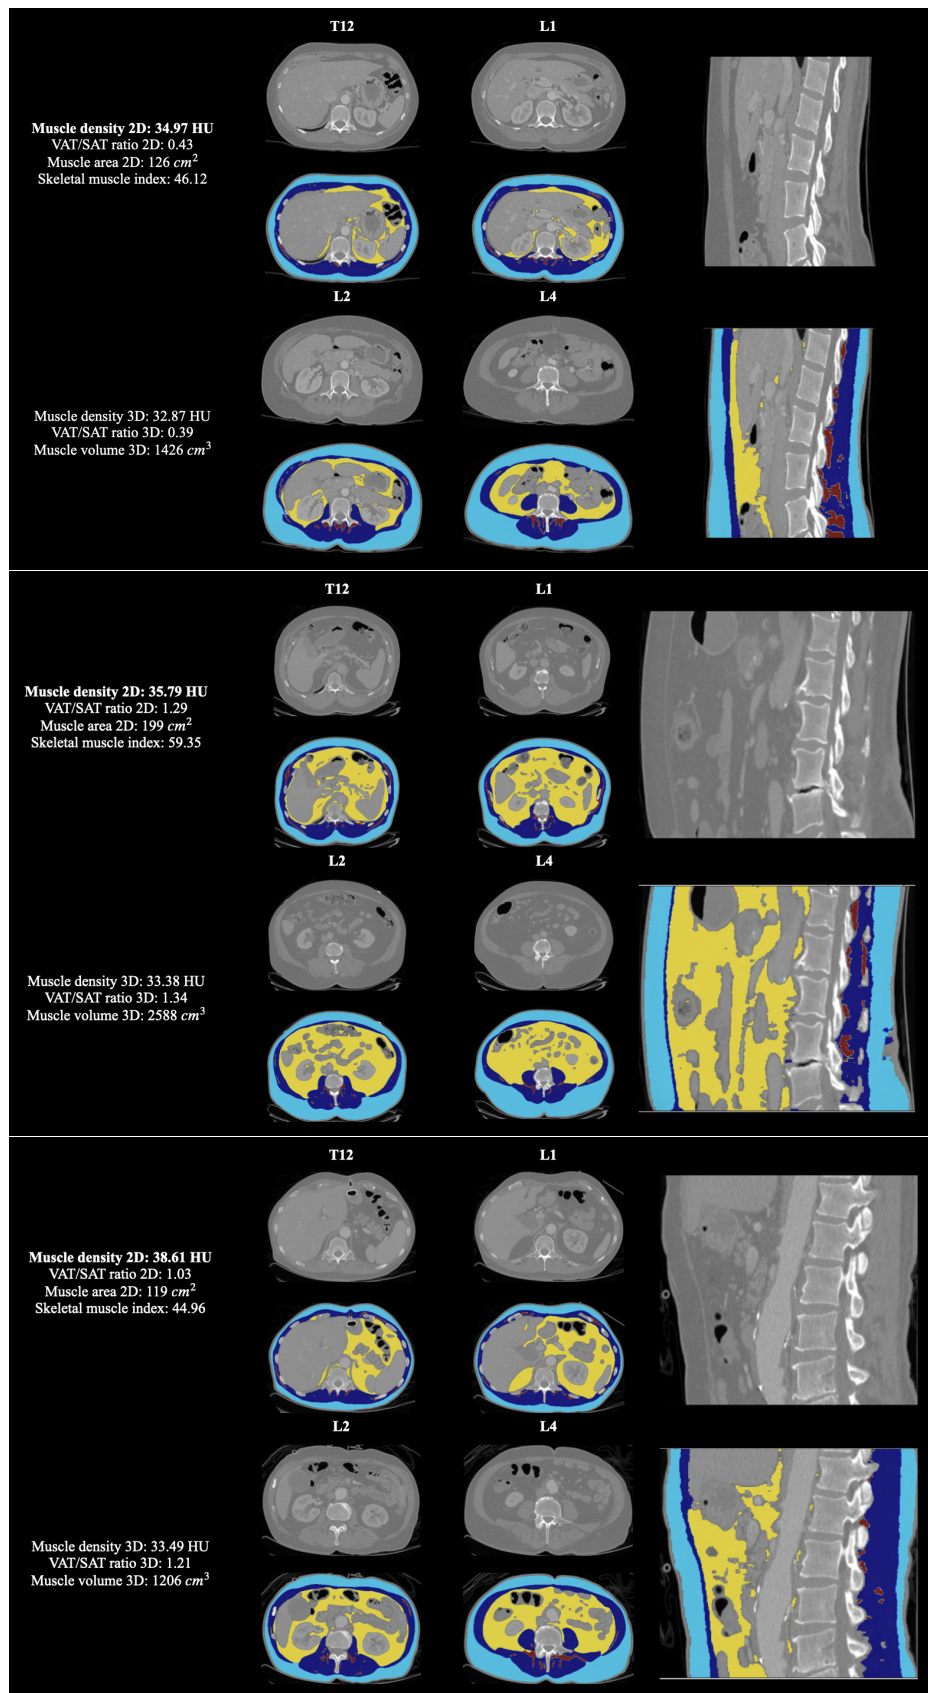 T12
L1
Muscle density 2D: 34.97 HU
VAT/SAT ratio 2D: 0.43
Muscle area 2D: 126 cm²
Skeletal muscle index: 46.12
L2
L4
Muscle density 3D: 32.87 HU
VAT/SAT ratio 3D: 0.39
Muscle volume 3D: 1426 cm³
T12
L1
Muscle density 2D: 35.79 HU
VAT/SAT ratio 2D: 1.29
Muscle area 2D: 199 cm²
Skeletal muscle index: 59.35
L2
L4
Muscle density 3D: 33.38 HU
VAT/SAT ratio 3D: 1.34
Muscle volume 3D: 2588 cm³
T12
L1
Muscle density 2D: 38.61 HU
VAT/SAT ratio 2D: 1.03
Muscle area 2D: 119 cm²
Skeletal muscle index: 44.96
L2
L4
Muscle density 3D: 33.49 HU
VAT/SAT ratio 3D: 1.21
Muscle volume 3D: 1206 cm³